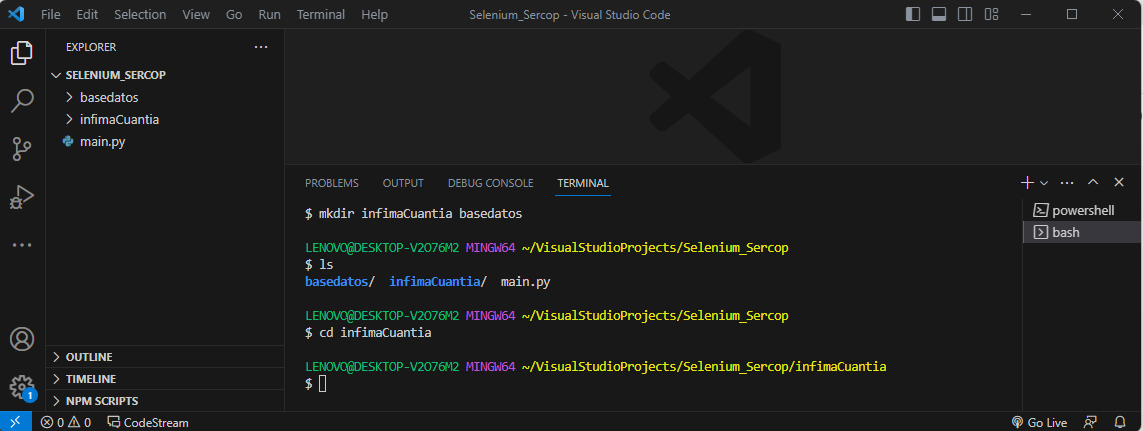 File Edit Selection View Go Run Terminal Help Selenium_Sercop - Visual Studio Code
EXPLORER
SELENIUM_SERCOP
basedatos
infimaCuantia
main.py
OUTLINE
TIMELINE
NPM SCRIPTS
PROBLEMS OUTPUT DEBUG CONSOLE TERMINAL
$ mkdir infimaCuantia basedatos
LENOVO@DESKTOP-V2O76M2 MINGW64 ~/VisualStudioProjects/Selenium_Sercop
$ ls
basedatos/ infimaCuantia/ main.py
LENOVO@DESKTOP-V2O76M2 MINGW64 ~/VisualStudioProjects/Selenium_Sercop
$ cd infimaCuantia
LENOVO@DESKTOP-V2O76M2 MINGW64 ~/VisualStudioProjects/Selenium_Sercop/infimaCuantia
$
powershell
bash
1
0 0 CodeStream Go Live